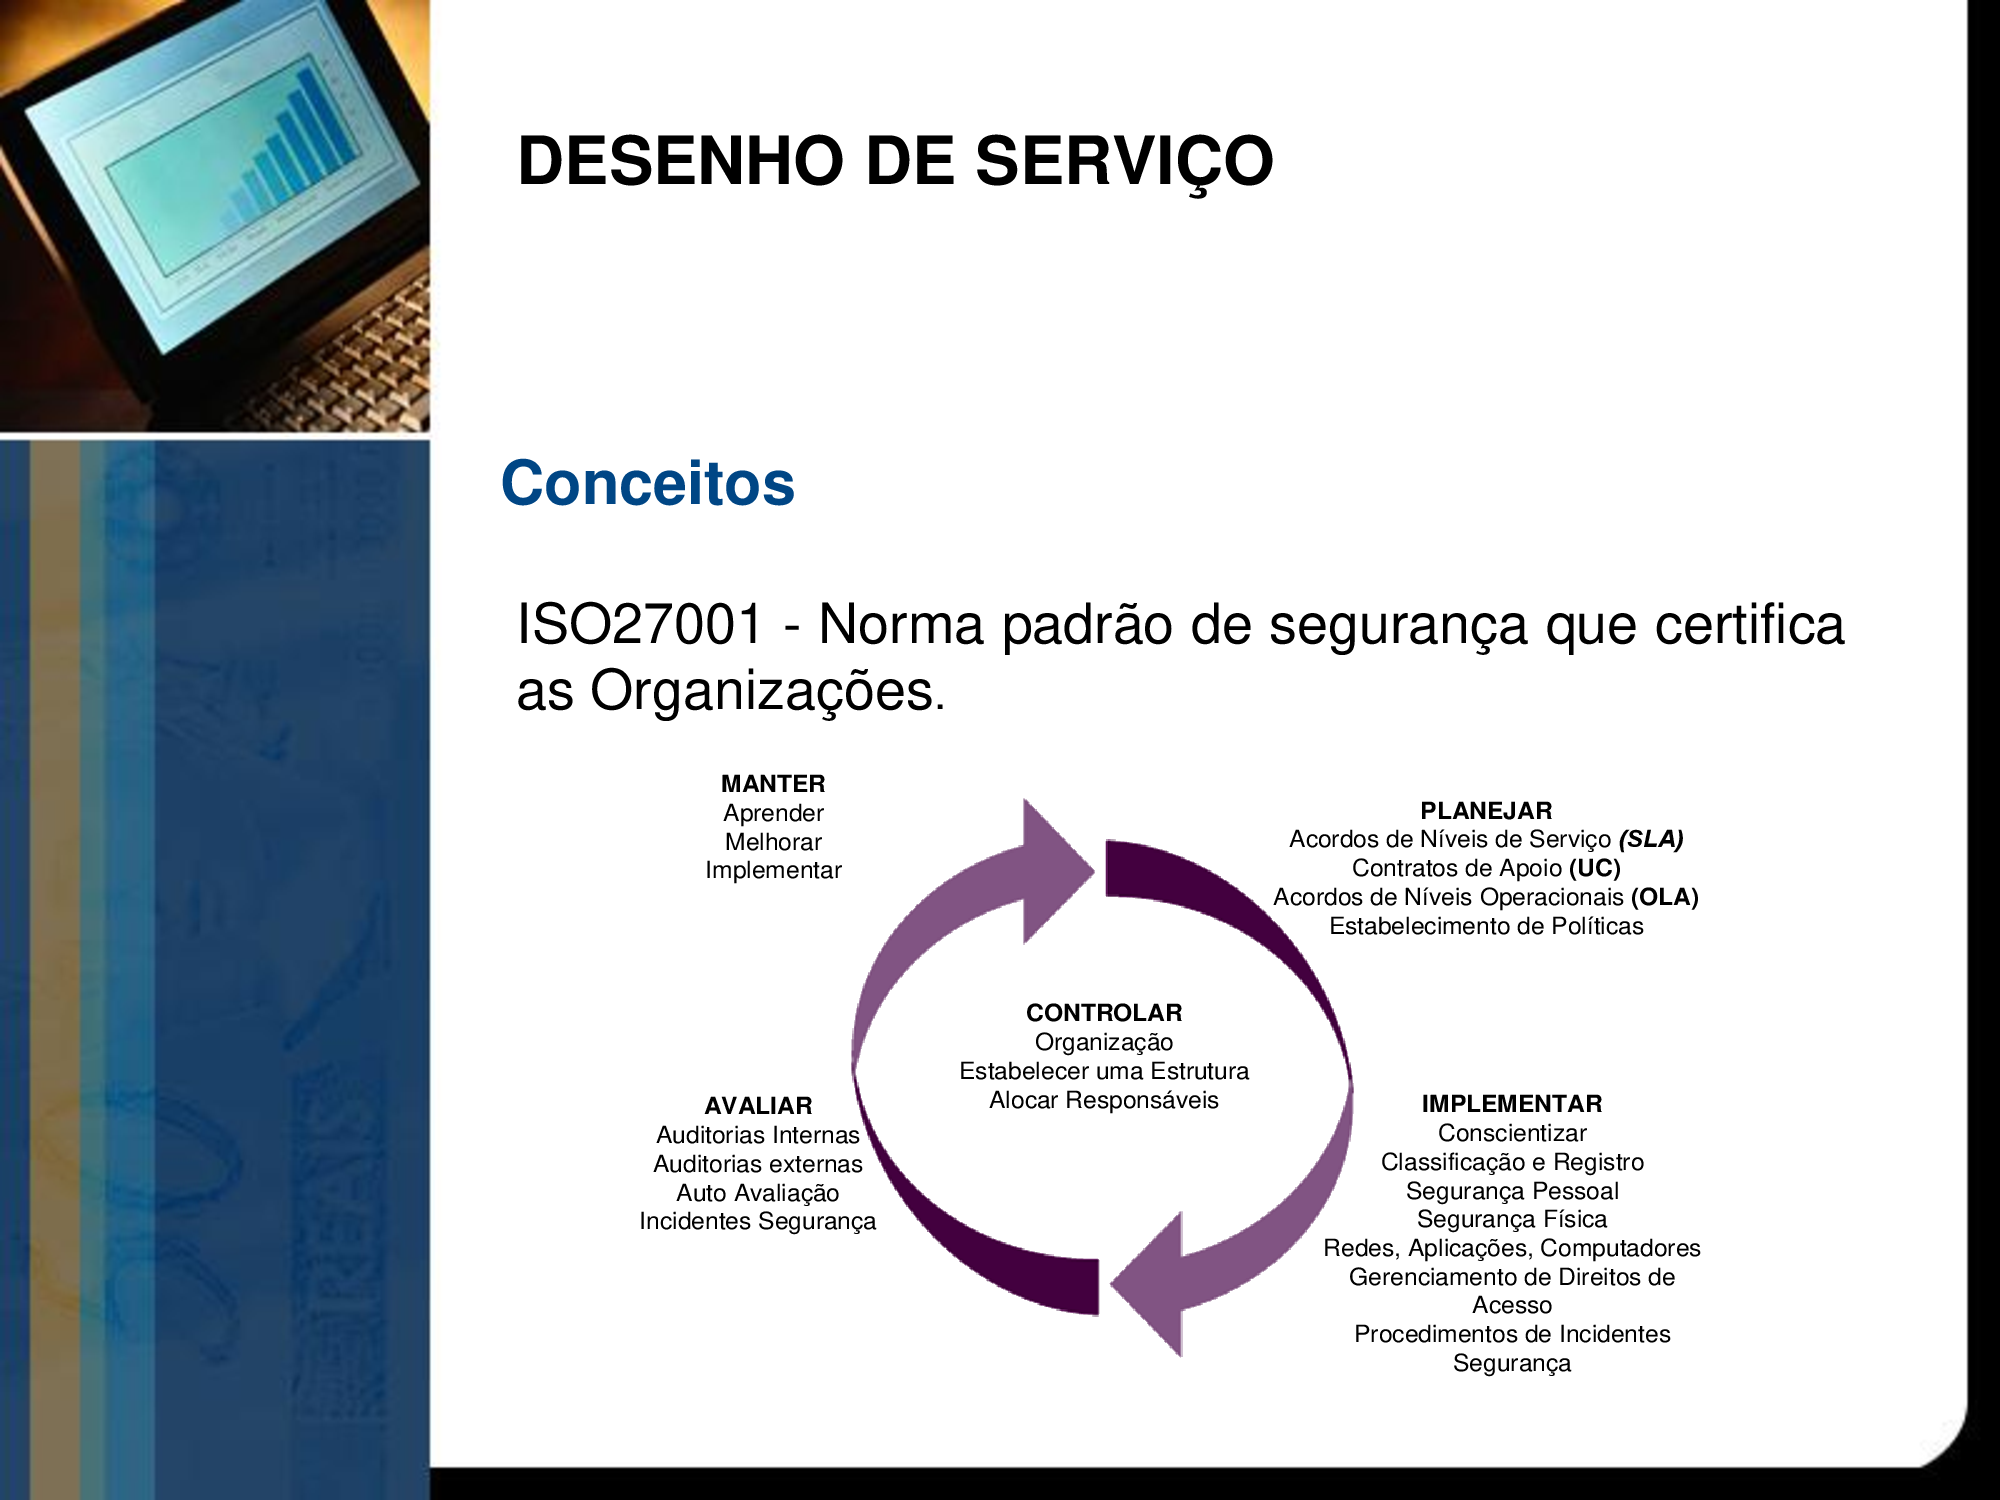 DESENHO DE SERVIÇO
Conceitos
ISO27001 - Norma padrão de segurança que certifica
as Organizações.
MANTER
Aprender
Melhorar
Implementar
PLANEJAR
Acordos de Níveis de Serviço (SLA)
Contratos de Apoio (UC)
Acordos de Níveis Operacionais (OLA)
Estabelecimento de Políticas
CONTROLAR
Organização
Estabelecer uma Estrutura
Alocar Responsáveis
AVALIAR
Auditorias Internas
Auditorias externas
Auto Avaliação
Incidentes Segurança
IMPLEMENTAR
Conscientizar
Classificação e Registro
Segurança Pessoal
Segurança Física
Redes, Aplicações, Computadores
Gerenciamento de Direitos de
Acesso
Procedimentos de Incidentes
Segurança
REAIS